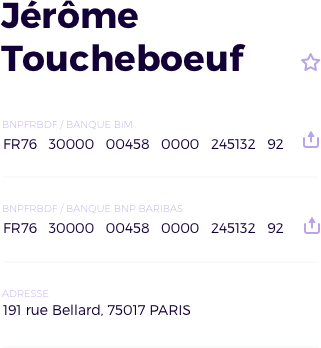 Jérôme
Toucheboeuf
BNPFRBDF / BANQUE BIM
FR76 30000 00458 0000 245132 92
BNPFRBDF / BANQUE BNP BARIBAS
FR76 30000 00458 0000 245132 92
ADRESSE
191 rue Bellard, 75017 PARIS